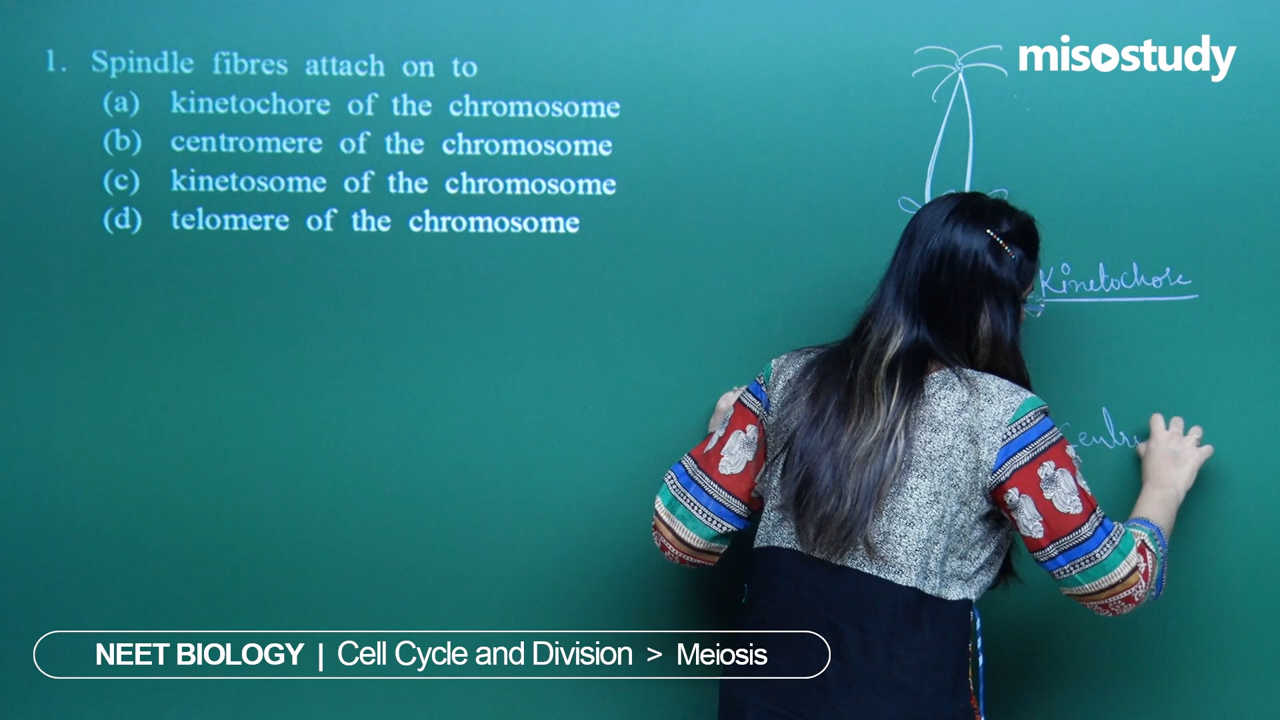 1. Spindle fibres attach on to
(a) kinetochore of the chromosome
(b) centromere of the chromosome
(c) kinetosome of the chromosome
(d) telomere of the chromosome
misostudy
Kinetochore
NEET BIOLOGY | Cell Cycle and Division > Meiosis